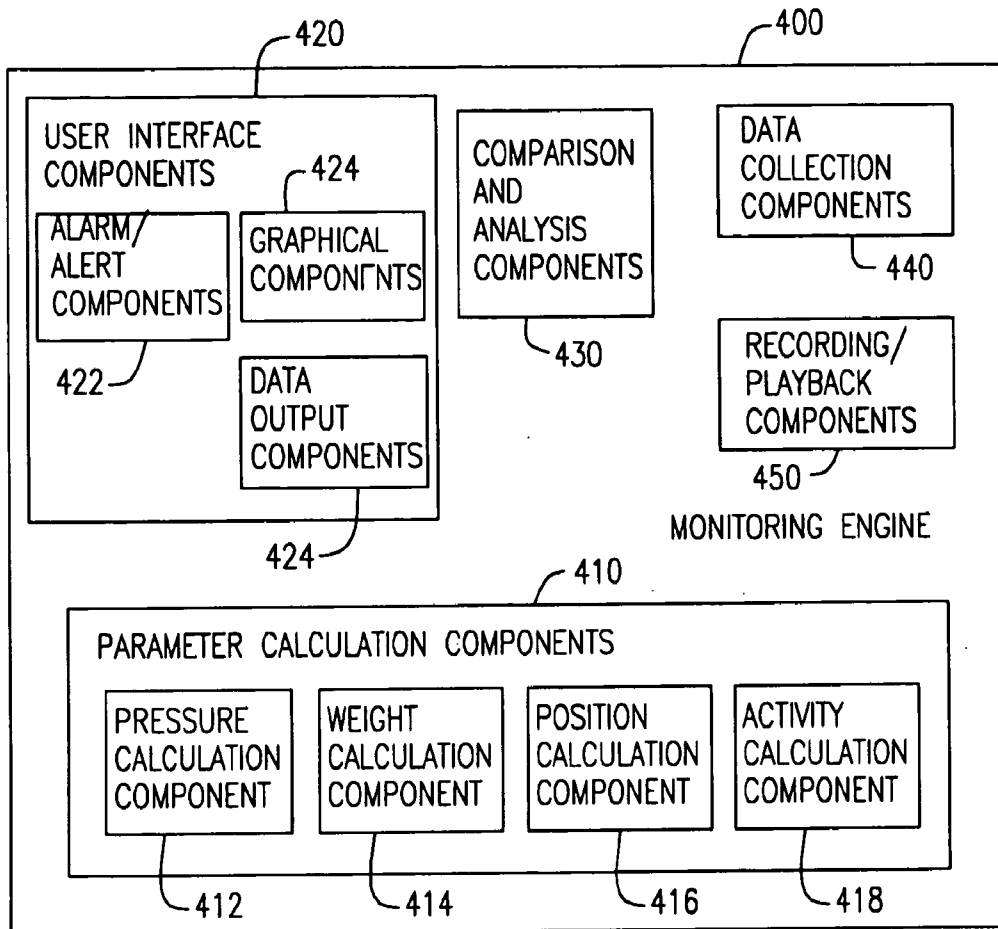 420
400
USER INTERFACE
COMPONENTS
424
ALARM/
ALERT
COMPONENTS
GRAPHICAL
COMPONENTS
422
DATA
OUTPUT
COMPONENTS
424
COMPARISON
AND
ANALYSIS
COMPONENTS
430
DATA
COLLECTION
COMPONENTS
440
RECORDING/
PLAYBACK
COMPONENTS
450
MONITORING ENGINE
410
PARAMETER CALCULATION COMPONENTS
PRESSURE
CALCULATION
COMPONENT
WEIGHT
CALCULATION
COMPONENT
POSITION
CALCULATION
COMPONENT
ACTIVITY
CALCULATION
COMPONENT
412
414
416
418